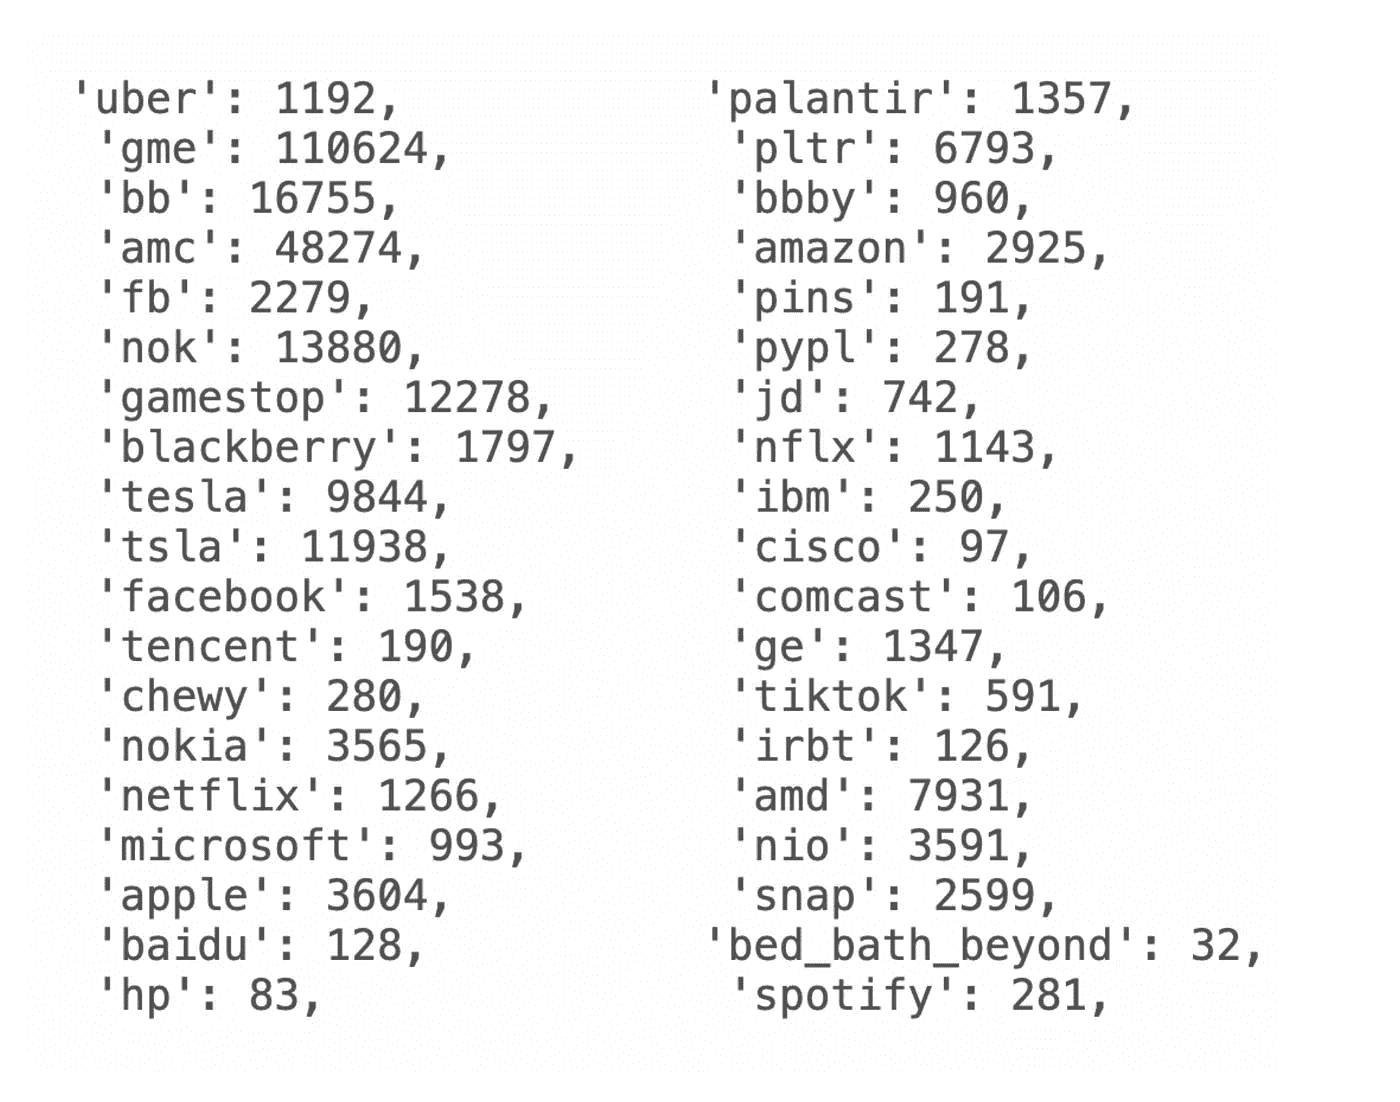 'uber': 1192,
'gme': 110624,
'bb': 16755,
'amc': 48274,
'fb': 2279,
'nok': 13880,
'gamestop': 12278,
'blackberry': 1797,
'tesla': 9844,
'tsla': 11938,
'facebook': 1538,
'tencent': 190,
'chewy': 280,
'nokia': 3565,
'netflix': 1266,
'microsoft': 993,
'apple': 3604,
'baidu': 128,
'hp': 83,
'palantir': 1357,
'pltr': 6793,
'bbby': 960,
'amazon': 2925,
'pins': 191,
'pypl': 278,
'jd': 742,
'nflx': 1143,
'ibm': 250,
'cisco': 97,
'comcast': 106,
'ge': 1347,
'tiktok': 591,
'irbt': 126,
'amd': 7931,
'nio': 3591,
'snap': 2599,
'bed_bath_beyond': 32,
'spotify': 281,